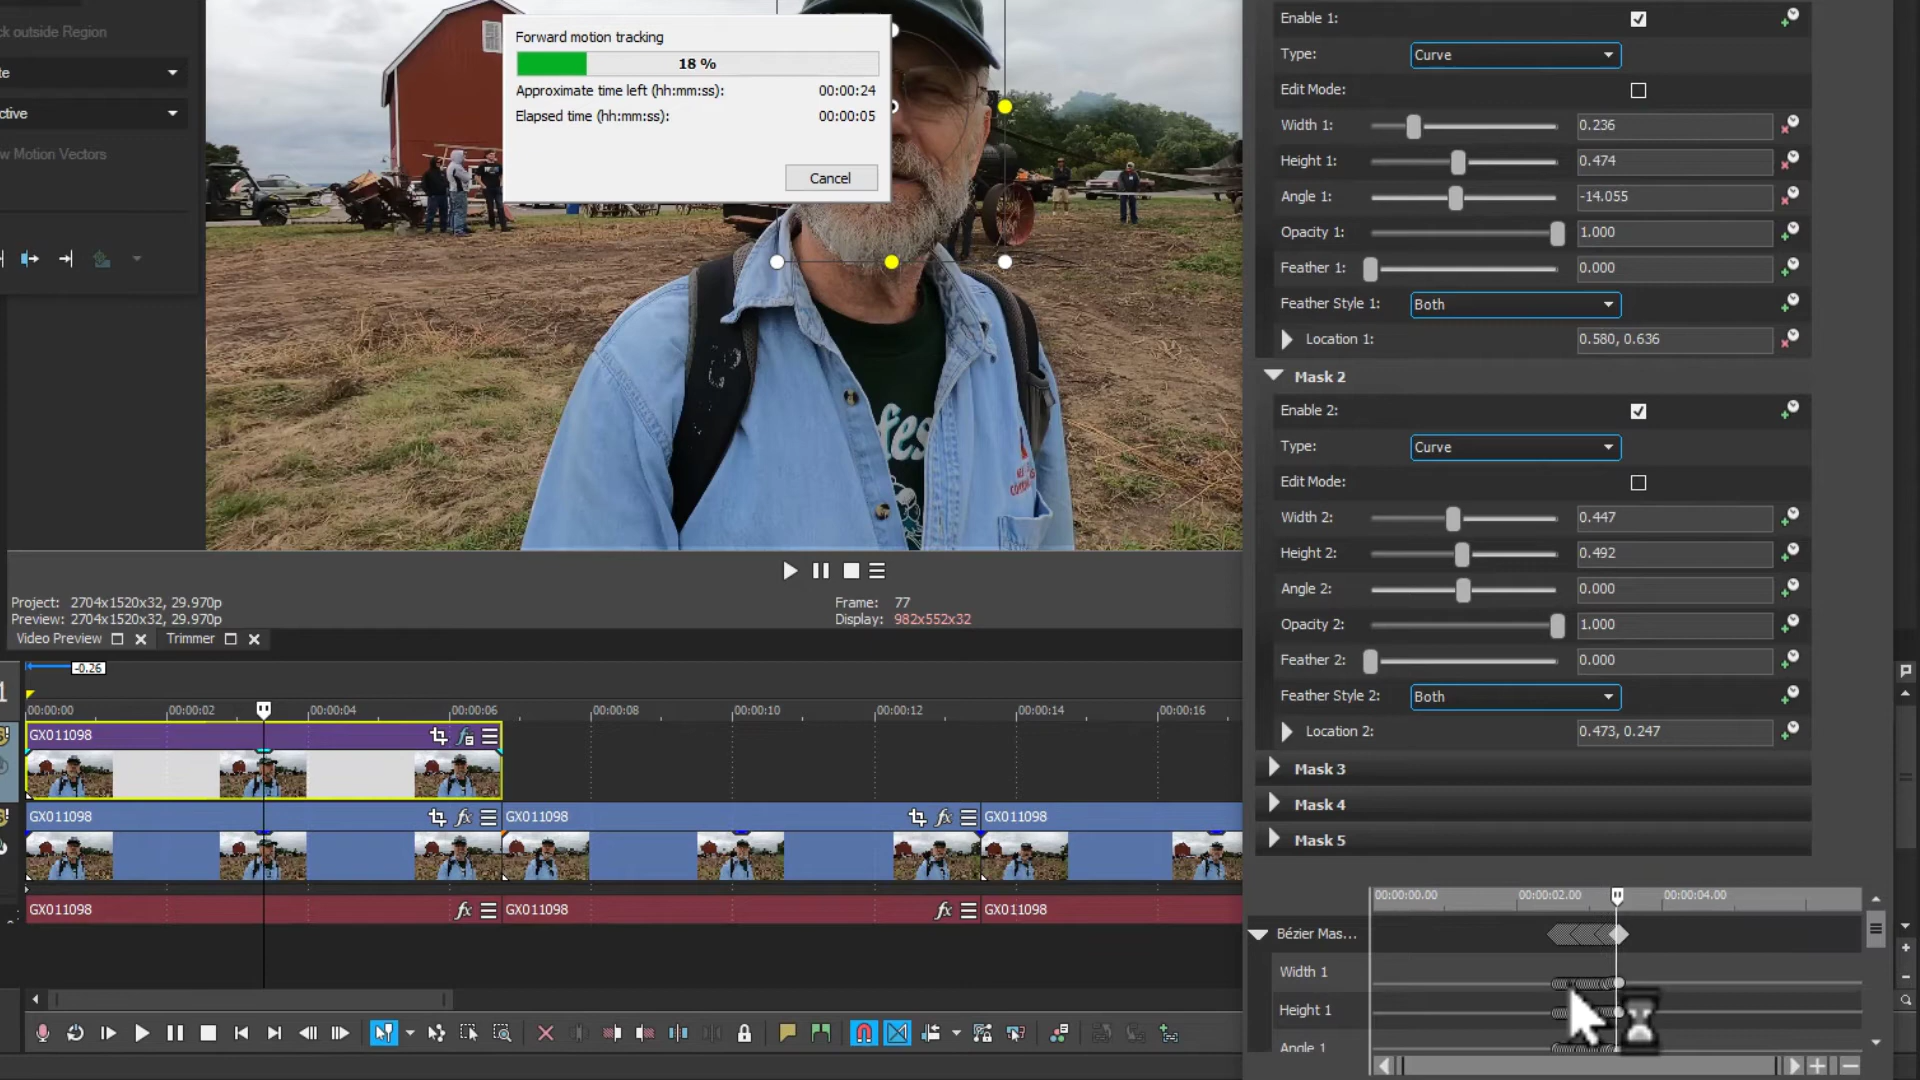 ck outside Region
te
ctive
w Motion Vectors
Forward motion tracking
18 %
Approximate time left (hh:mm:ss): 00:00:24
Elapsed time (hh:mm:ss): 00:00:05
Cancel
Enable 1:
Type: Curve
Edit Mode:
Width 1: 0.236
Height 1: 0.474
Angle 1: -14.055
Opacity 1: 1.000
Feather 1: 0.000
Feather Style 1: Both
Location 1: 0.580, 0.636
Mask 2
Enable 2:
Type: Curve
Edit Mode:
Width 2: 0.447
Height 2: 0.492
Angle 2: 0.000
Opacity 2: 1.000
Feather 2: 0.000
Feather Style 2: Both
Location 2: 0.473, 0.247
Mask 3
Mask 4
Mask 5
00:00:00.00 00:00:02.00 00:00:04.00
Bézier Mas...
Width 1
Height 1
Angle 1
Project: 2704x1520x32, 29.970p
Preview: 2704x1520x32, 29.970p
Frame: 77
Display: 982x552x32
Video Preview
Trimmer
-0.26
00:00:00 00:00:02 00:00:04 00:00:06 00:00:08 00:00:10 00:00:12 00:00:14 00:00:16
GX011098
GX011098 GX011098 GX011098
GX011098 GX011098 GX011098